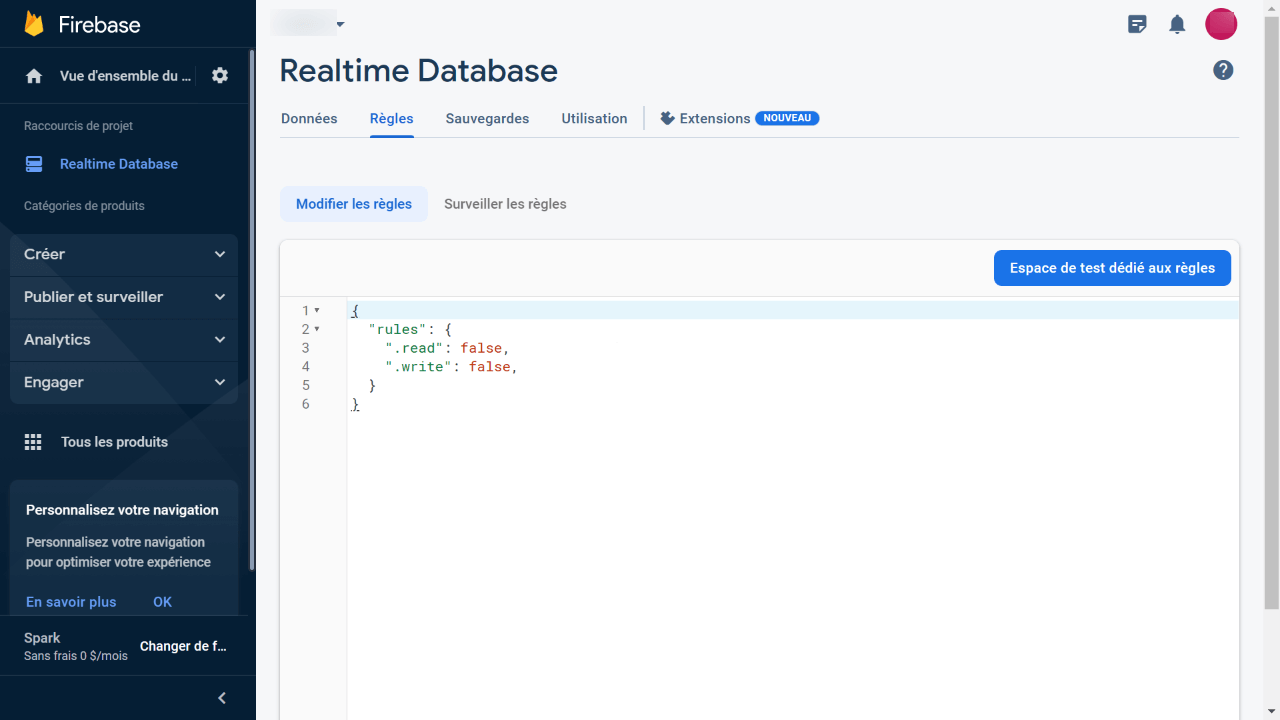 Firebase
Vue d'ensemble du ...
Raccourcis de projet
Realtime Database
Catégories de produits
Créer
Publier et surveiller
Analytics
Engager
Tous les produits
Personnalisez votre navigation
Personnalisez votre navigation
pour optimiser votre expérience
En savoir plus OK
Spark
Sans frais 0 $/mois
Changer de f...
Realtime Database
Données Règles Sauvegardes Utilisation Extensions NOUVEAU
Modifier les règles Surveiller les règles
Espace de test dédié aux règles
1 {
2 "rules": {
3 ".read": false,
4 ".write": false,
5 }
6 }